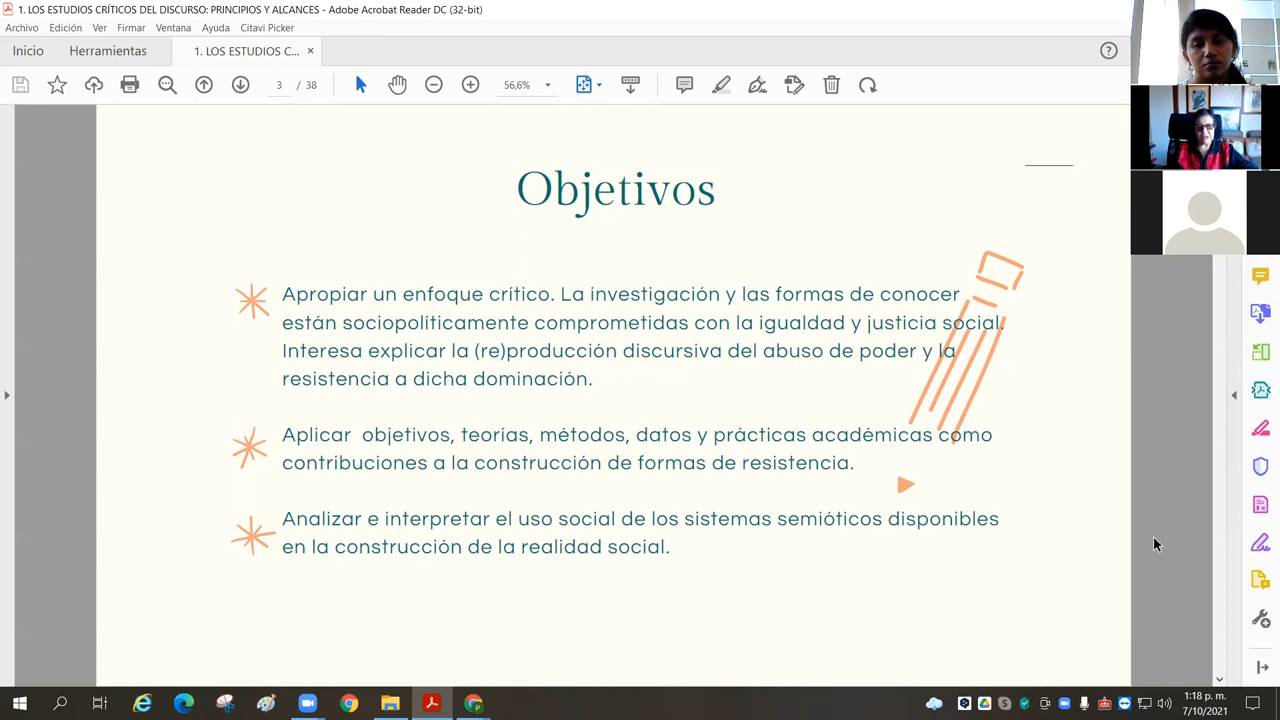 1. LOS ESTUDIOS CRÍTICOS DEL DISCURSO: PRINCIPIOS Y ALCANCES - Adobe Acrobat Reader DC (32-bit)
Archivo Edición Ver Firmar Ventana Ayuda Citavi Picker
Inicio Herramientas 1. LOS ESTUDIOS C... ×
3 / 38 56,6%
Objetivos
Apropiar un enfoque crítico. La investigación y las formas de conocer
están sociopolíticamente comprometidas con la igualdad y justicia social.
Interesa explicar la (re)producción discursiva del abuso de poder y la
resistencia a dicha dominación.
Aplicar objetivos, teorías, métodos, datos y prácticas académicas como
contribuciones a la construcción de formas de resistencia.
Analizar e interpretar el uso social de los sistemas semióticos disponibles
en la construcción de la realidad social.
1:18 p. m.
7/10/2021